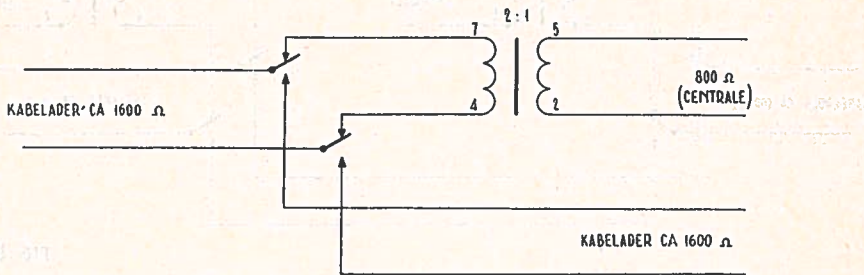 2:1
7
5
800 Ω
(CENTRALE)
KABELADER CA 1600 Ω
4
2
KABELADER CA 1600 Ω